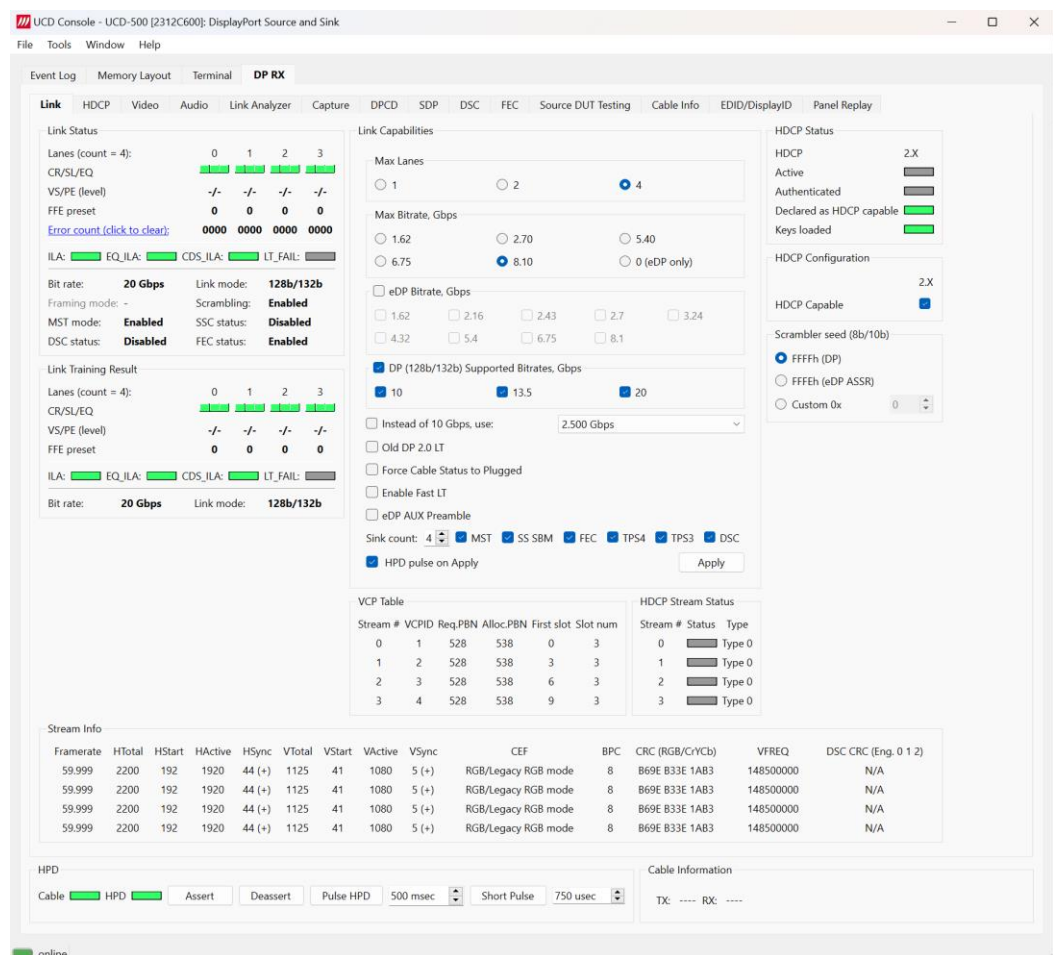 UCD Console - UCD-500 [2312C600]: DisplayPort Source and Sink
File Tools Window Help
Event Log Memory Layout Terminal DP RX
Link HDCP Video Audio Link Analyzer Capture DPCD SDP DSC FEC Source DUT Testing Cable Info EDID/DisplayID Panel Replay
Link Status
Lanes (count = 4): 0 1 2 3
CR/SL/EQ
VS/PE (level) -/- -/- -/- -/-
FFE preset 0 0 0 0
Error count (click to clear): 0000 0000 0000 0000
ILA: EQ_ILA: CDS_ILA: LT_FAIL:
Bit rate: 20 Gbps Link mode: 128b/132b
Framing mode: - Scrambling: Enabled
MST mode: Enabled SSC status: Disabled
DSC status: Disabled FEC status: Enabled
Link Training Result
Lanes (count = 4): 0 1 2 3
CR/SL/EQ
VS/PE (level) -/- -/- -/- -/-
FFE preset 0 0 0 0
ILA: EQ_ILA: CDS_ILA: LT_FAIL:
Bit rate: 20 Gbps Link mode: 128b/132b
Link Capabilities
Max Lanes
1 2 4
Max Bitrate, Gbps
1.62 2.70 5.40
6.75 8.10 0 (eDP only)
eDP Bitrate, Gbps
1.62 2.16 2.43 2.7 3.24
4.32 5.4 6.75 8.1
DP (128b/132b) Supported Bitrates, Gbps
10 13.5 20
Instead of 10 Gbps, use: 2.500 Gbps
Old DP 2.0 LT
Force Cable Status to Plugged
Enable Fast LT
eDP AUX Preamble
Sink count: 4 MST SS SBM FEC TPS4 TPS3 DSC
HPD pulse on Apply Apply
HDCP Status
HDCP 2.X
Active
Authenticated
Declared as HDCP capable
Keys loaded
HDCP Configuration
2.X
HDCP Capable
Scrambler seed (8b/10b)
FFFFh (DP)
FFFEh (eDP ASSR)
Custom 0x 0
VCP Table
Stream # VCPID Req.PBN Alloc.PBN First slot Slot num
0 1 528 538 0 3
1 2 528 538 3 3
2 3 528 538 6 3
3 4 528 538 9 3
HDCP Stream Status
Stream # Status Type
0 Type 0
1 Type 0
2 Type 0
3 Type 0
Stream Info
Framerate HTotal HStart HActive HSync VTotal VStart VActive VSync CEF BPC CRC (RGB/CrYCb) VFREQ DSC CRC (Eng. 0 1 2)
59.999 2200 192 1920 44 (+) 1125 41 1080 5 (+) RGB/Legacy RGB mode 8 B69E B33E 1AB3 148500000 N/A
59.999 2200 192 1920 44 (+) 1125 41 1080 5 (+) RGB/Legacy RGB mode 8 B69E B33E 1AB3 148500000 N/A
59.999 2200 192 1920 44 (+) 1125 41 1080 5 (+) RGB/Legacy RGB mode 8 B69E B33E 1AB3 148500000 N/A
59.999 2200 192 1920 44 (+) 1125 41 1080 5 (+) RGB/Legacy RGB mode 8 B69E B33E 1AB3 148500000 N/A
HPD
Cable HPD Assert Deassert Pulse HPD 500 msec Short Pulse 750 usec
Cable Information
TX: ---- RX: ----
online